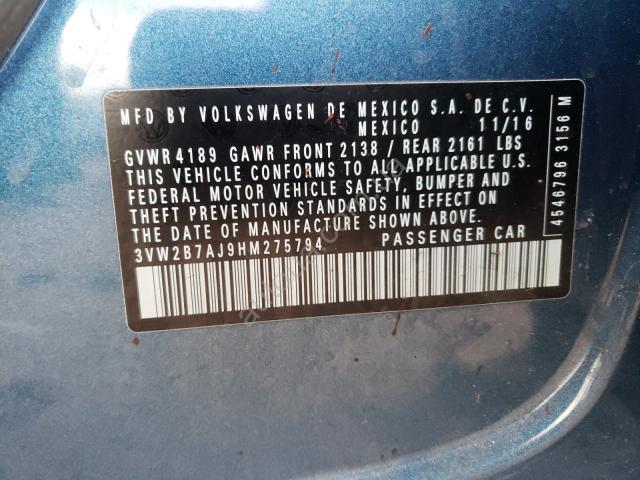 MFD BY VOLKSWAGEN DE MEXICO S.A. DE C.V.
MEXICO 11/16
GVWR 4189 GAWR FRONT 2138 / REAR 2161 LBS
THIS VEHICLE CONFORMS TO ALL APPLICABLE U.S.
FEDERAL MOTOR VEHICLE SAFETY, BUMPER AND
THEFT PREVENTION STANDARDS IN EFFECT ON
THE DATE OF MANUFACTURE SHOWN ABOVE.
3VW2B7AJ9HM275794 PASSENGER CAR
4546796 3156 M